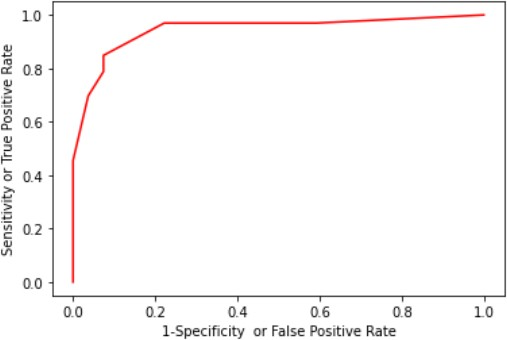 Sensitivity or True Positive Rate
1.0
0.8
0.6
0.4
0.2
0.0
0.0 0.2 0.4 0.6 0.8 1.0
1-Specificity  or False Positive Rate